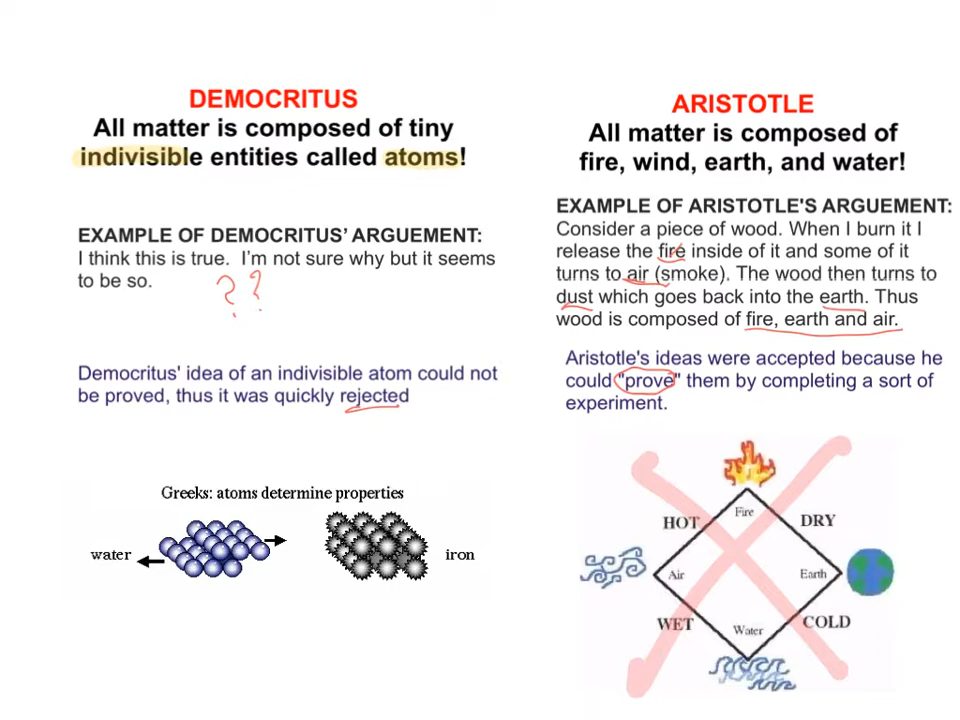 DEMOCRITUS
All matter is composed of tiny
indivisible entities called atoms!
EXAMPLE OF DEMOCRITUS’ ARGUEMENT:
I think this is true.  I’m not sure why but it seems
to be so.
? ?
Democritus' idea of an indivisible atom could not
be proved, thus it was quickly rejected
Greeks: atoms determine properties
water
iron
ARISTOTLE
All matter is composed of
fire, wind, earth, and water!
EXAMPLE OF ARISTOTLE'S ARGUEMENT:
Consider a piece of wood. When I burn it I
release the fire inside of it and some of it
turns to air (smoke). The wood then turns to
dust which goes back into the earth. Thus
wood is composed of fire, earth and air.
Aristotle's ideas were accepted because he
could "prove" them by completing a sort of
experiment.
Fire
HOT
DRY
Air
Earth
WET
COLD
Water